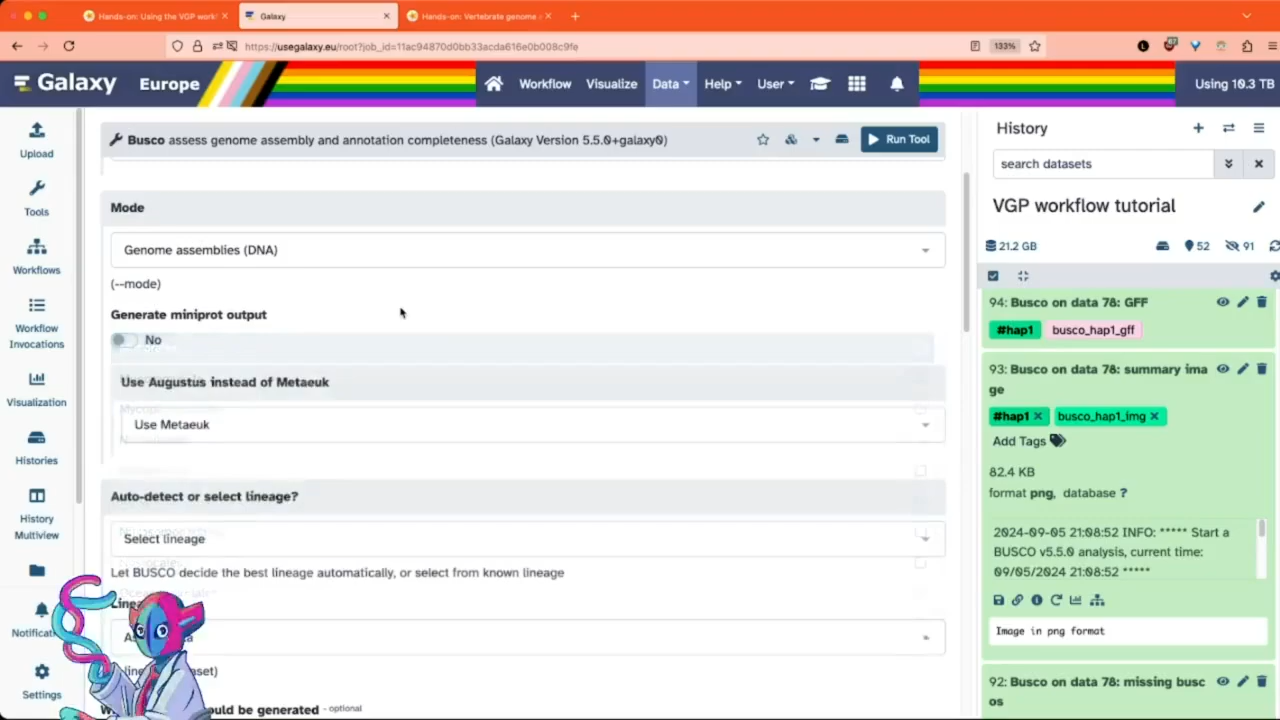 Hands-on: Using the VGP work
Galaxy
Hands-on: Vertebrate genome
https://usegalaxy.eu/root?job_id=11ac94870d0bb33acda616e0b008c9fe
133%
Galaxy Europe
Workflow Visualize Data Help User
Using 10.3 TB
Upload
Tools
Workflows
Workflow
Invocations
Visualization
Histories
History
Multiview
Settings
Busco assess genome assembly and annotation completeness (Galaxy Version 5.5.0+galaxy0)
Run Tool
Mode
Genome assemblies (DNA)
(--mode)
Generate miniprot output
No
Use Augustus instead of Metaeuk
Use Metaeuk
Auto-detect or select lineage?
Select lineage
Let BUSCO decide the best lineage automatically, or select from known lineage
could be generated - optional
History
search datasets
VGP workflow tutorial
21.2 GB
52
91
94: Busco on data 78: GFF
#hap1 busco_hap1_gff
93: Busco on data 78: summary ima
ge
#hap1 busco_hap1_img
Add Tags
82.4 KB
format png, database ?
2024-09-05 21:08:52 INFO: ***** Start a
BUSCO v5.5.0 analysis, current time:
09/05/2024 21:08:52 *****
Image in png format
92: Busco on data 78: missing busc
os